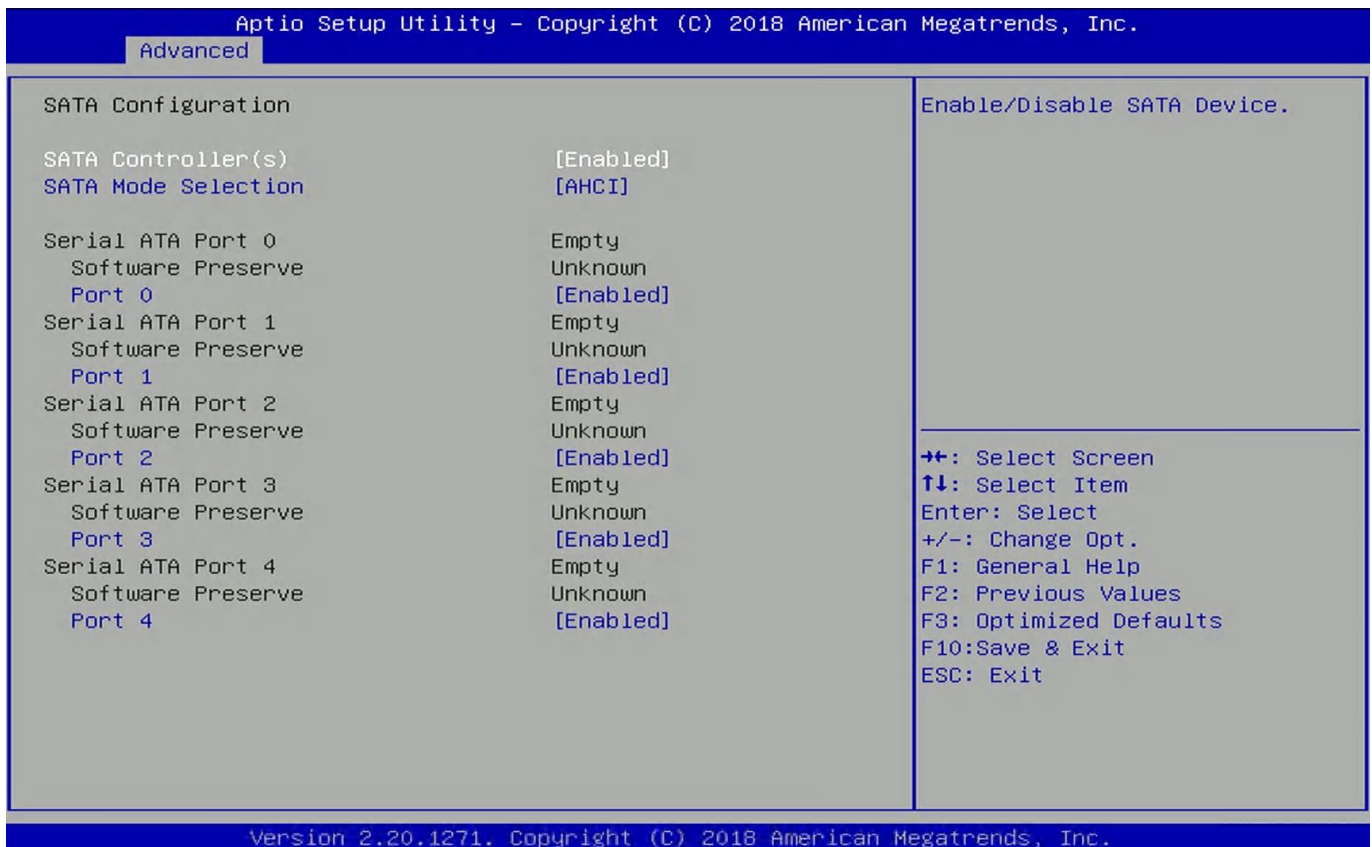 Aptio Setup Utility – Copyright (C) 2018 American Megatrends, Inc.
Advanced
SATA Configuration
SATA Controller(s) [Enabled]
SATA Mode Selection [AHCI]
Serial ATA Port 0 Empty
Software Preserve Unknown
Port 0 [Enabled]
Serial ATA Port 1 Empty
Software Preserve Unknown
Port 1 [Enabled]
Serial ATA Port 2 Empty
Software Preserve Unknown
Port 2 [Enabled]
Serial ATA Port 3 Empty
Software Preserve Unknown
Port 3 [Enabled]
Serial ATA Port 4 Empty
Software Preserve Unknown
Port 4 [Enabled]
Enable/Disable SATA Device.
→←: Select Screen
↑↓: Select Item
Enter: Select
+/-: Change Opt.
F1: General Help
F2: Previous Values
F3: Optimized Defaults
F10:Save & Exit
ESC: Exit
Version 2.20.1271. Copyright (C) 2018 American Megatrends, Inc.